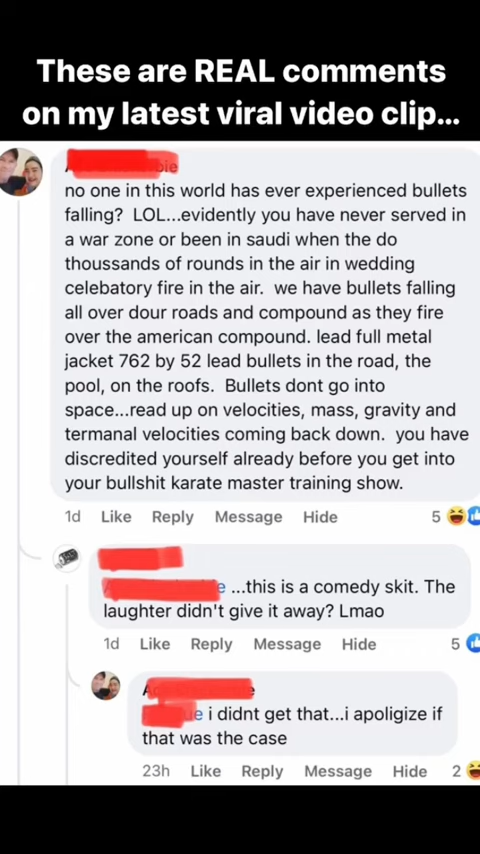 These are REAL comments
on my latest viral video clip...
bie
no one in this world has ever experienced bullets
falling?  LOL...evidently you have never served in
a war zone or been in saudi when the do
thoussands of rounds in the air in wedding
celebatory fire in the air.  we have bullets falling
all over dour roads and compound as they fire
over the american compound. lead full metal
jacket 762 by 52 lead bullets in the road, the
pool, on the roofs.  Bullets dont go into
space...read up on velocities, mass, gravity and
termanal velocities coming back down.  you have
discredited yourself already before you get into
your bullshit karate master training show.
1d Like Reply Message Hide 5
e ...this is a comedy skit. The
laughter didn't give it away? Lmao
1d Like Reply Message Hide 5
ue i didnt get that...i apoligize if
that was the case
23h Like Reply Message Hide 2